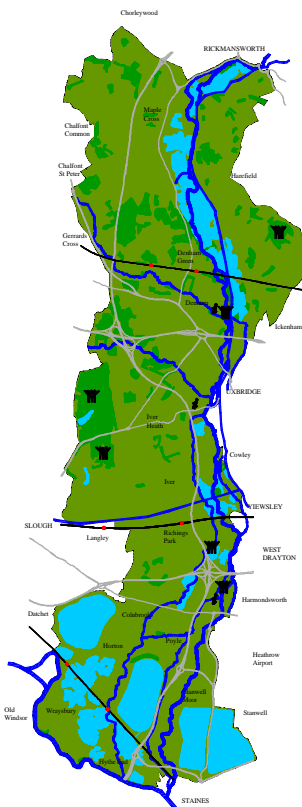 Chorleywood
RICKMANSWORTH
Maple
Cross
Chalfont
Common
Chalfont
St Peter
Harefield
Gerrards
Cross
Denham
Green
Denham
Ickenham
UXBRIDGE
Iver
Heath
Cowley
Iver
YIEWSLEY
SLOUGH
Langley
Richings
Park
WEST
DRAYTON
Datchet
Colnbrook
Harmondsworth
Poyle
Horton
Heathrow
Airport
Stanwell
Moor
Old
Windsor
Wraysbury
Stanwell
Hythe End
STAINES